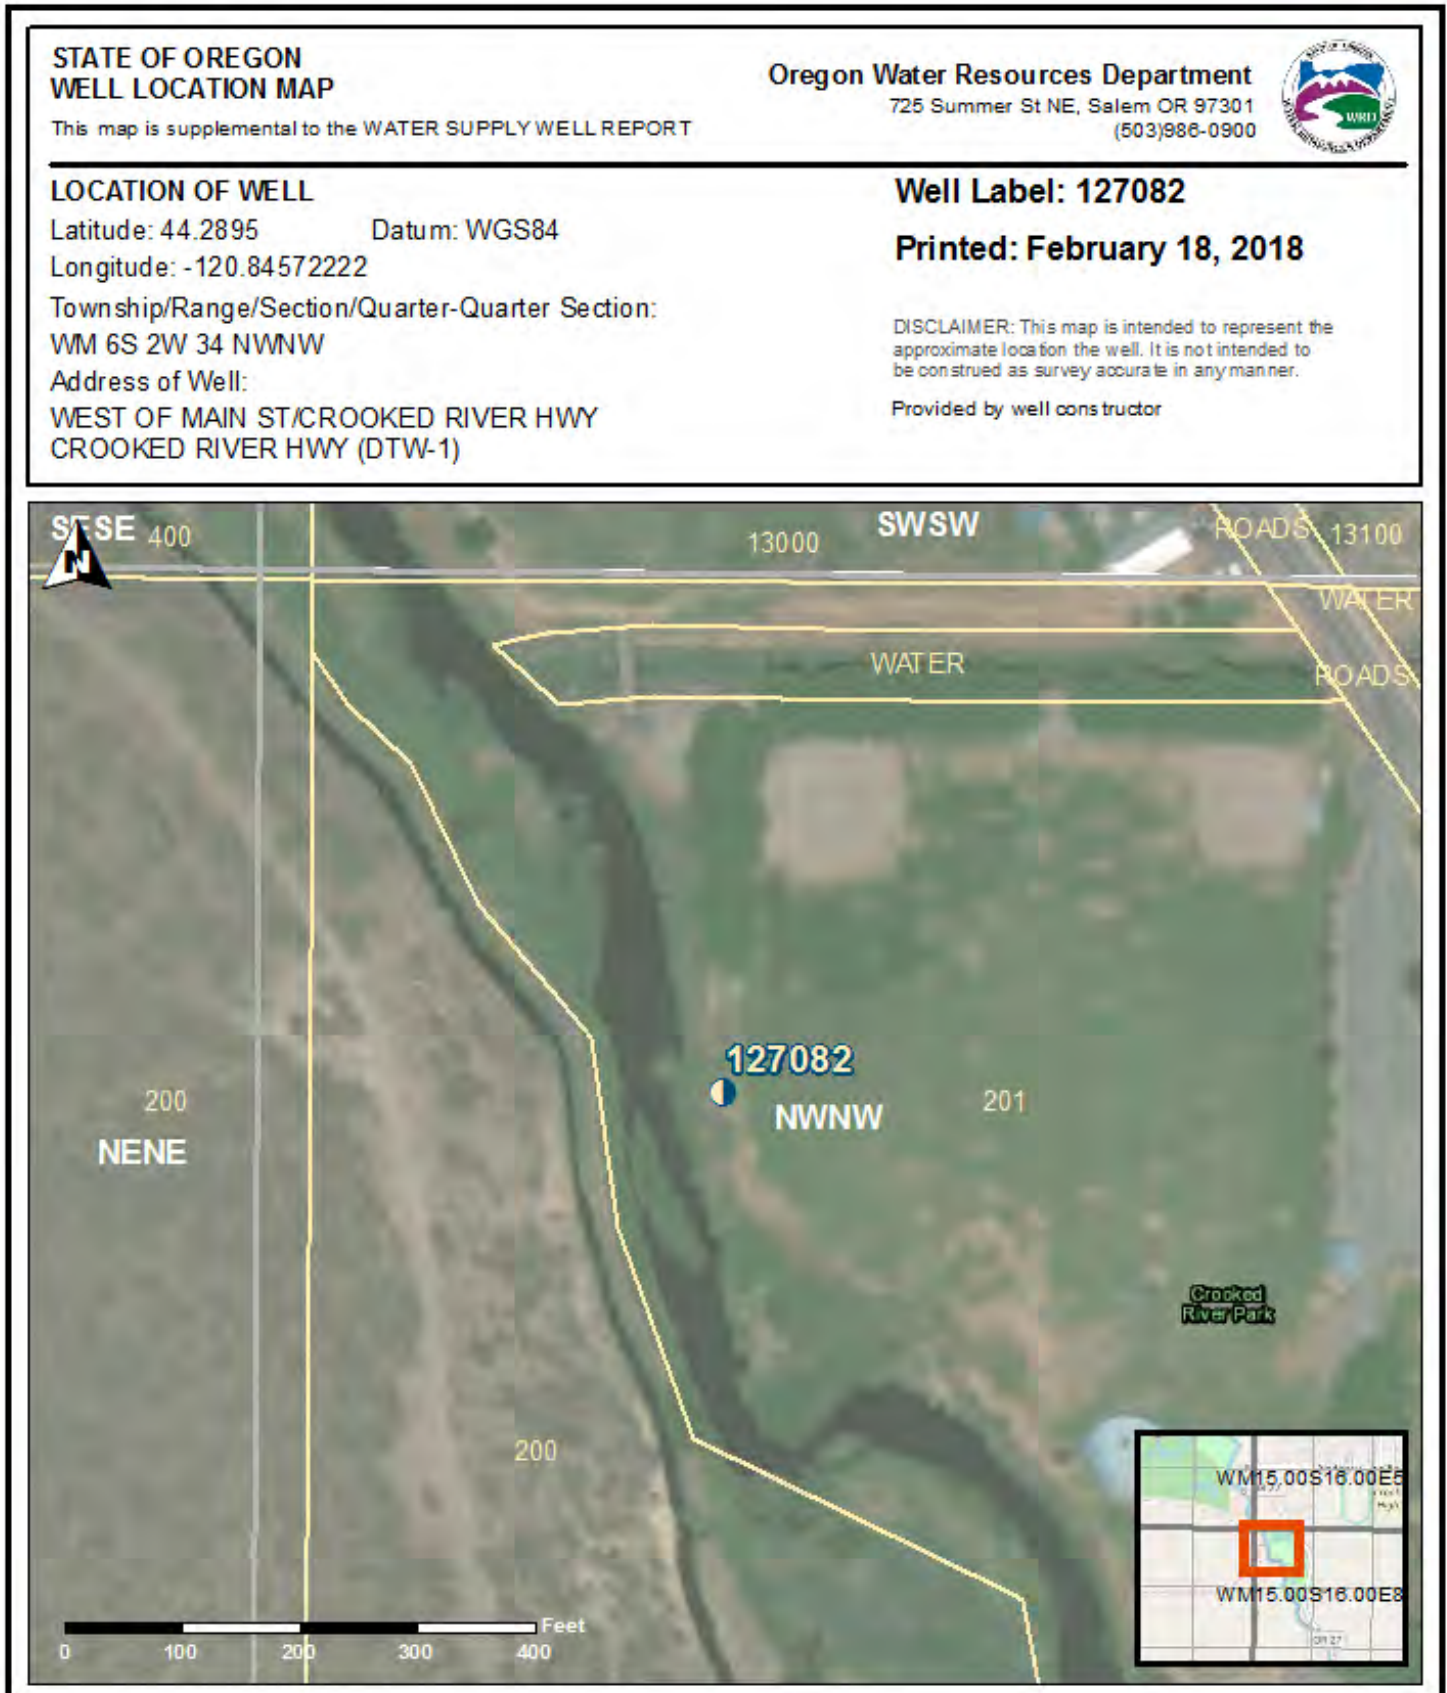 STATE OF OREGON
WELL LOCATION MAP
This map is supplemental to the WATER SUPPLY WELL REPORT
Oregon Water Resources Department
725 Summer St NE, Salem OR 97301
(503)986-0900
WRD
LOCATION OF WELL
Latitude: 44.2895 Datum: WGS84
Longitude: -120.84572222
Township/Range/Section/Quarter-Quarter Section:
WM 6S 2W 34 NWNW
Address of Well:
WEST OF MAIN ST/CROOKED RIVER HWY
CROOKED RIVER HWY (DTW-1)
Well Label: 127082
Printed: February 18, 2018
DISCLAIMER: This map is intended to represent the
approximate location the well. It is not intended to
be construed as survey accurate in any manner.
Provided by well constructor
SESE 400
13000
SWSW
ROADS
13100
N
WATER
WATER
ROADS
127082
200
NWNW
201
NENE
Crooked
River Park
200
WM15.00S16.00E5
High
WM15.00S16.00E8
OR 27
Feet
0 100 200 300 400